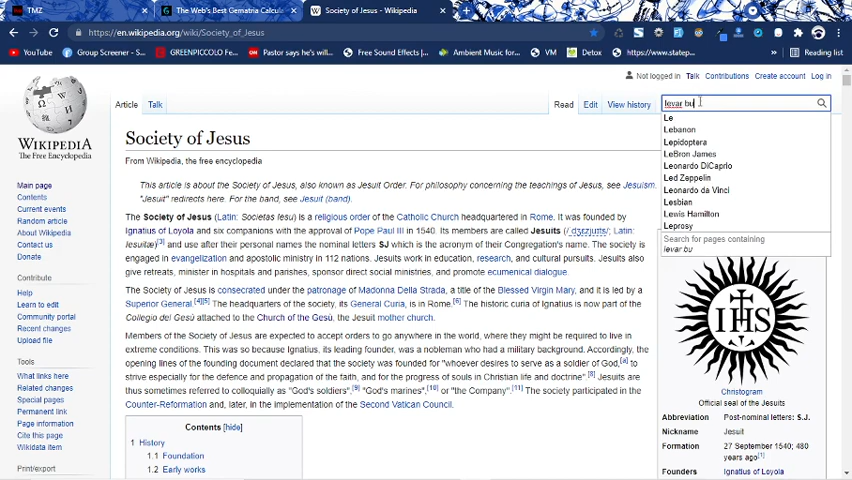 TMZ
The Web's Best Gematria Calcula
Society of Jesus - Wikipedia
https://en.wikipedia.org/wiki/Society_of_Jesus
YouTube
Group Screener - S...
GREENPICCOLO FE...
Pastor says he's will...
Free Sound Effects |...
Ambient Music for...
VM
Detox
https://www.statep...
Reading list
Not logged in Talk Contributions Create account Log in
Article Talk
Read Edit View history
levar bu
Le
Lebanon
Lepidoptera
LeBron James
Leonardo DiCaprio
Led Zeppelin
Leonardo da Vinci
Lesbian
Lewis Hamilton
Leprosy
Search for pages containing
levar bu
WIKIPEDIA
The Free Encyclopedia
Main page
Contents
Current events
Random article
About Wikipedia
Contact us
Donate
Contribute
Help
Learn to edit
Community portal
Recent changes
Upload file
Tools
What links here
Related changes
Special pages
Permanent link
Page information
Cite this page
Wikidata item
Print/export
Society of Jesus
From Wikipedia, the free encyclopedia
This article is about the Society of Jesus, also known as Jesuit Order. For philosophy concerning the teachings of Jesus, see Jesuism.
"Jesuit" redirects here. For the band, see Jesuit (band).
The Society of Jesus (Latin: Societas Iesu) is a religious order of the Catholic Church headquartered in Rome. It was founded by
Ignatius of Loyola and six companions with the approval of Pope Paul III in 1540. Its members are called Jesuits (/ˈdʒɛzjuɪts/; Latin:
Iesuitæ)[3] and use after their personal names the nominal letters SJ which is the acronym of their Congregation's name. The society is
engaged in evangelization and apostolic ministry in 112 nations. Jesuits work in education, research, and cultural pursuits. Jesuits also
give retreats, minister in hospitals and parishes, sponsor direct social ministries, and promote ecumenical dialogue.
The Society of Jesus is consecrated under the patronage of Madonna Della Strada, a title of the Blessed Virgin Mary, and it is led by a
Superior General.[4][5] The headquarters of the society, its General Curia, is in Rome.[6] The historic curia of Ignatius is now part of the
Collegio del Gesù attached to the Church of the Gesù, the Jesuit mother church.
Members of the Society of Jesus are expected to accept orders to go anywhere in the world, where they might be required to live in
extreme conditions. This was so because Ignatius, its leading founder, was a nobleman who had a military background. Accordingly, the
opening lines of the founding document declared that the society was founded for "whoever desires to serve as a soldier of God,[a] to
strive especially for the defence and propagation of the faith, and for the progress of souls in Christian life and doctrine".[8] Jesuits are
thus sometimes referred to colloquially as "God's soldiers",[9] "God's marines",[10] or "the Company".[11] The society participated in the
Counter-Reformation and, later, in the implementation of the Second Vatican Council.
Contents [hide]
1 History
1.1 Foundation
1.2 Early works
IHS
Christogram
Official seal of the Jesuits
Abbreviation Post-nominal letters: S.J.
Nickname Jesuit
Formation 27 September 1540; 480
years ago[1]
Founders Ignatius of Loyola